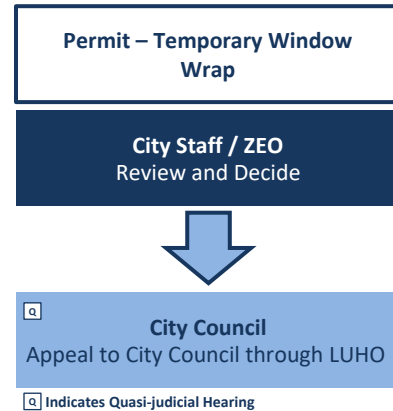 Permit – Temporary Window
Wrap
City Staff / ZEO
Review and Decide
Q
City Council
Appeal to City Council through LUHO
Q Indicates Quasi-judicial Hearing